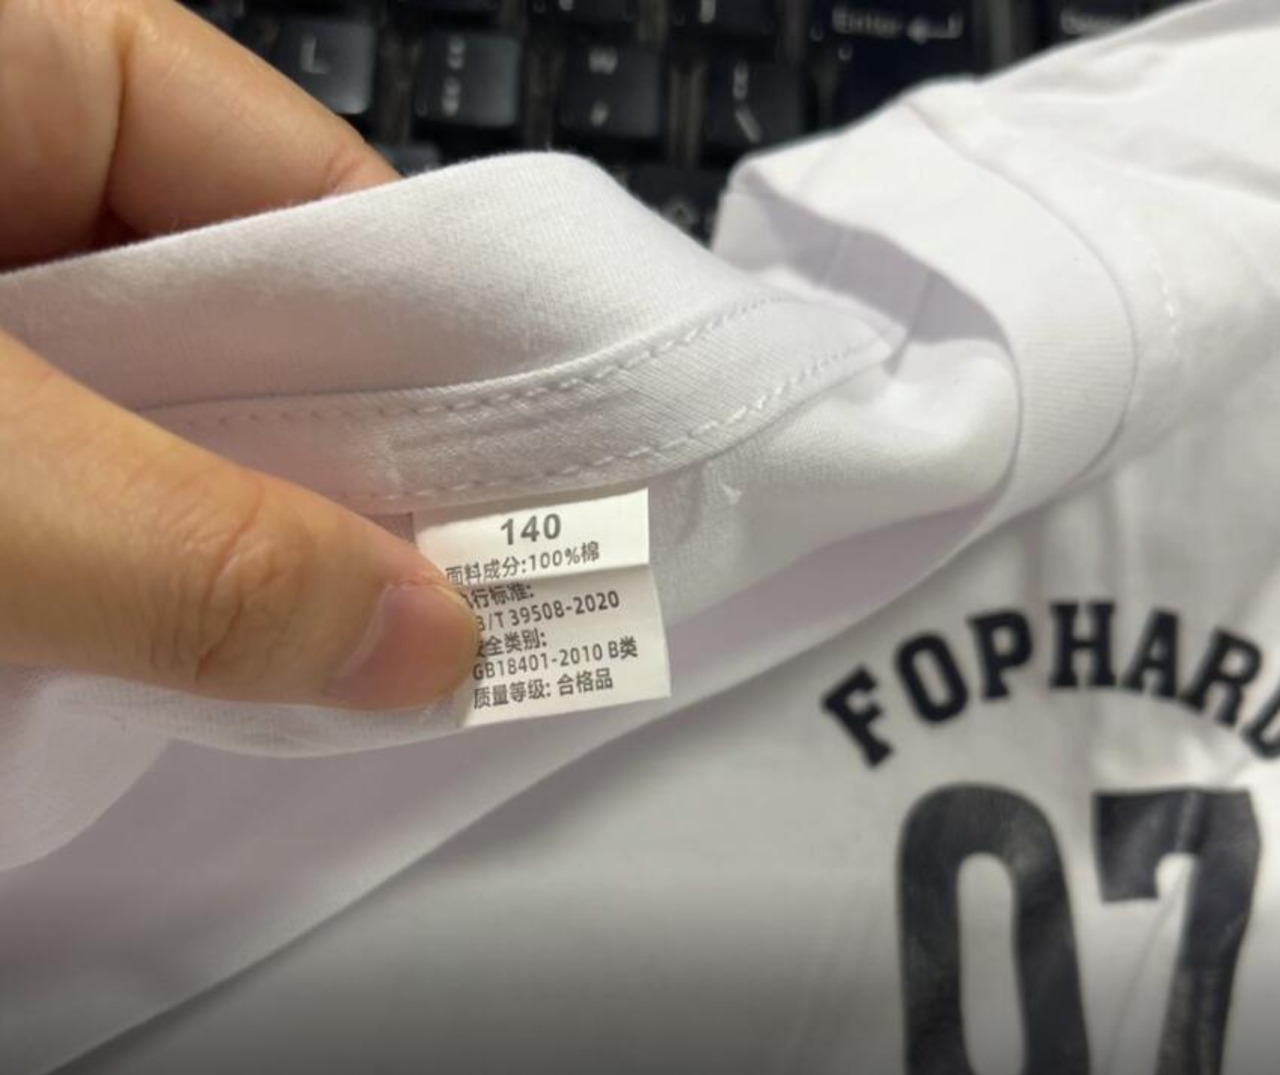 Enter
L
140
面料成分:100%棉
行标准:
/T 39508-2020
全类别:
GB18401-2010 B类
质量等级: 合格品
FOPHAR
07